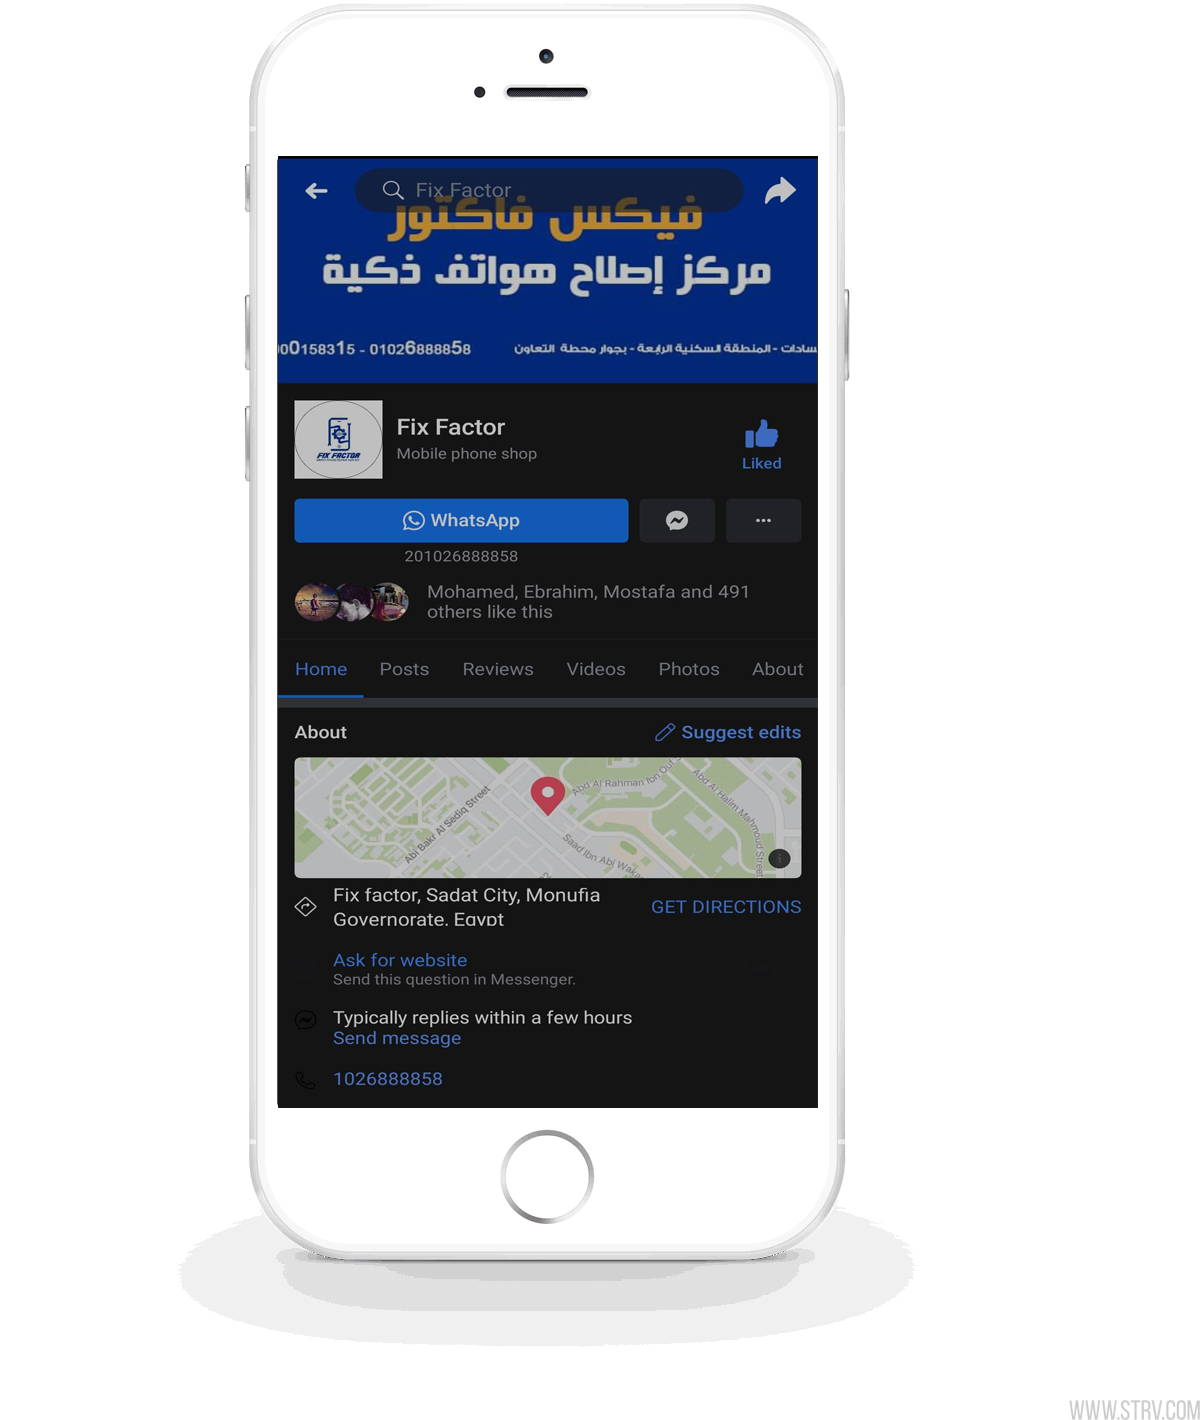 Fix Factor
فيكس فاكتور
مركز إصلاح هواتف ذكية
سادات - المنطقة السكنية الرابعة - بجوار محطة التعاون
00158315 - 01026888858
FIX FACTOR
Fix Factor
Mobile phone shop
Liked
WhatsApp
201026888858
Mohamed, Ebrahim, Mostafa and 491
others like this
Home Posts Reviews Videos Photos About
About
Suggest edits
Abd Al Rahman Ibn Ouf S
Abd Al Halim Mahmoud Street
Abi Bakr Al Sediq Street
Saad Ibn Abi Waka
Fix factor, Sadat City, Monufia
Governorate, Egypt
GET DIRECTIONS
Ask for website
Send this question in Messenger.
Typically replies within a few hours
Send message
1026888858
WWW.STRV.COM